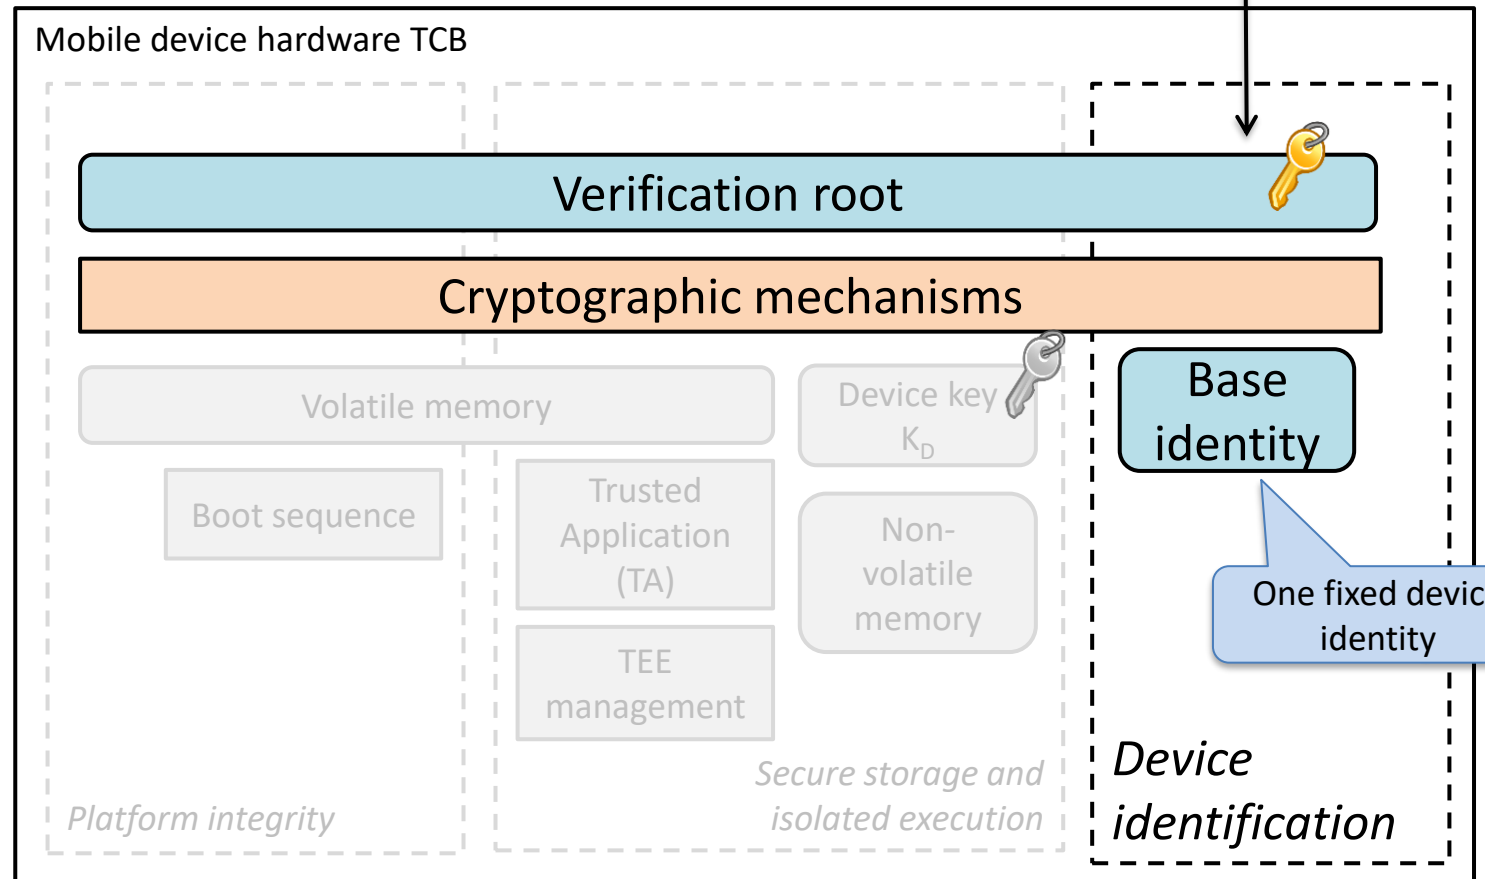 Mobile device hardware TCB
Verification root
Cryptographic mechanisms
Volatile memory
Device key
K_D
Base
identity
Boot sequence
Trusted
Application
(TA)
Non-
volatile
memory
One fixed devic
identity
TEE
management
Platform integrity
Secure storage and
isolated execution
Device
identification